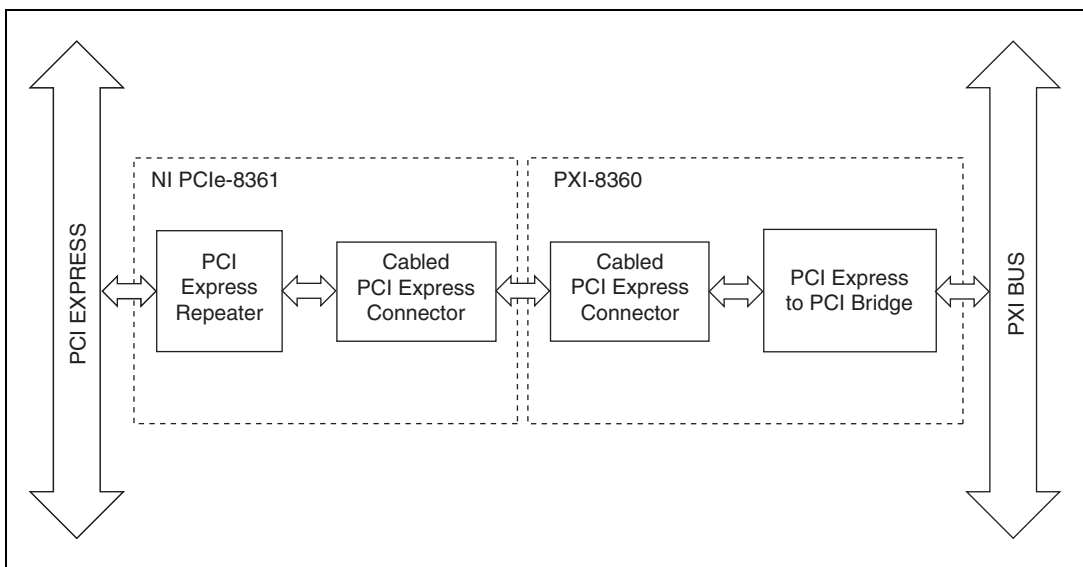 PCI EXPRESS
NI PCIe-8361
PCI
Express
Repeater
Cabled
PCI Express
Connector
PXI-8360
Cabled
PCI Express
Connector
PCI Express
to PCI Bridge
PXI BUS